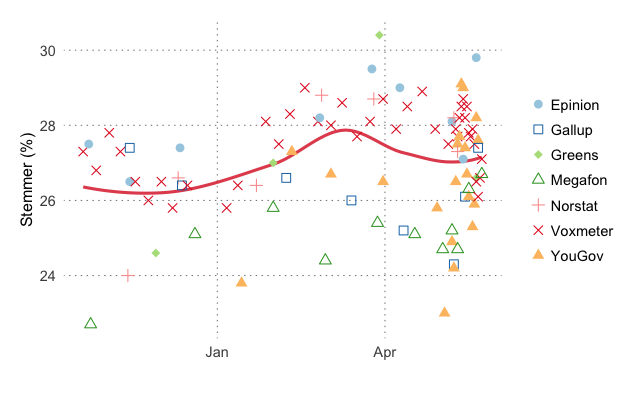 Stemmer (%)
30
28
26
24
Jan
Apr
Epinion
Gallup
Greens
Megafon
Norstat
Voxmeter
YouGov